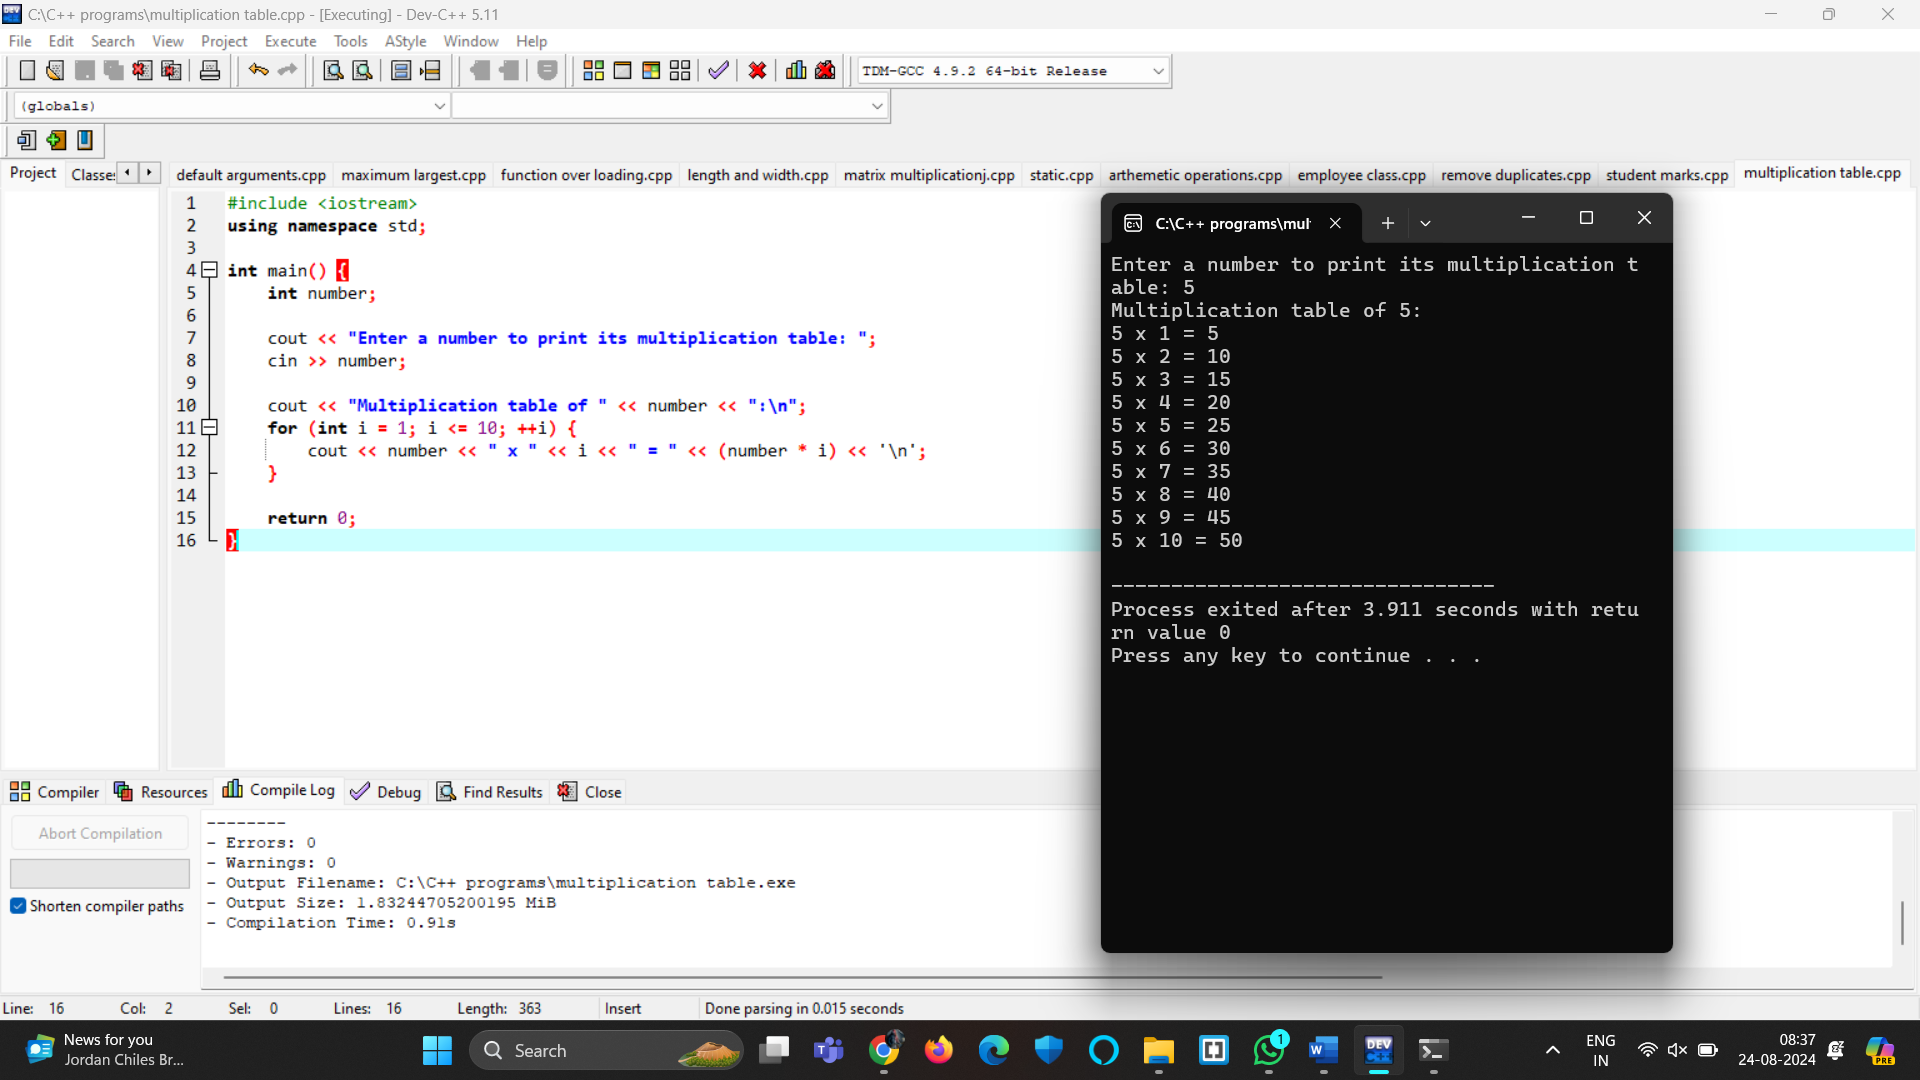 C:\C++ programs\multiplication table.cpp - [Executing] - Dev-C++ 5.11
File Edit Search View Project Execute Tools AStyle Window Help
TDM-GCC 4.9.2 64-bit Release
(globals)
Project Classes default arguments.cpp maximum largest.cpp function over loading.cpp length and width.cpp matrix multiplicationj.cpp static.cpp arthemetic operations.cpp employee class.cpp remove duplicates.cpp student marks.cpp multiplication table.cpp
1 #include <iostream>
2 using namespace std;
3
4 int main() {
5 int number;
6
7 cout << "Enter a number to print its multiplication table: ";
8 cin >> number;
9
10 cout << "Multiplication table of " << number << ":\n";
11 for (int i = 1; i <= 10; ++i) {
12 cout << number << " x " << i << " = " << (number * i) << '\n';
13 }
14
15 return 0;
16 }
C:\C++ programs\mul
Enter a number to print its multiplication t
able: 5
Multiplication table of 5:
5 x 1 = 5
5 x 2 = 10
5 x 3 = 15
5 x 4 = 20
5 x 5 = 25
5 x 6 = 30
5 x 7 = 35
5 x 8 = 40
5 x 9 = 45
5 x 10 = 50
--------------------------------
Process exited after 3.911 seconds with retu
rn value 0
Press any key to continue . . .
Compiler Resources Compile Log Debug Find Results Close
Abort Compilation
Shorten compiler paths
--------
- Errors: 0
- Warnings: 0
- Output Filename: C:\C++ programs\multiplication table.exe
- Output Size: 1.83244705200195 MiB
- Compilation Time: 0.91s
Line: 16 Col: 2 Sel: 0 Lines: 16 Length: 363 Insert Done parsing in 0.015 seconds
News for you
Jordan Chiles Br...
Search
1
DEV
ENG
IN
08:37
24-08-2024
PRE